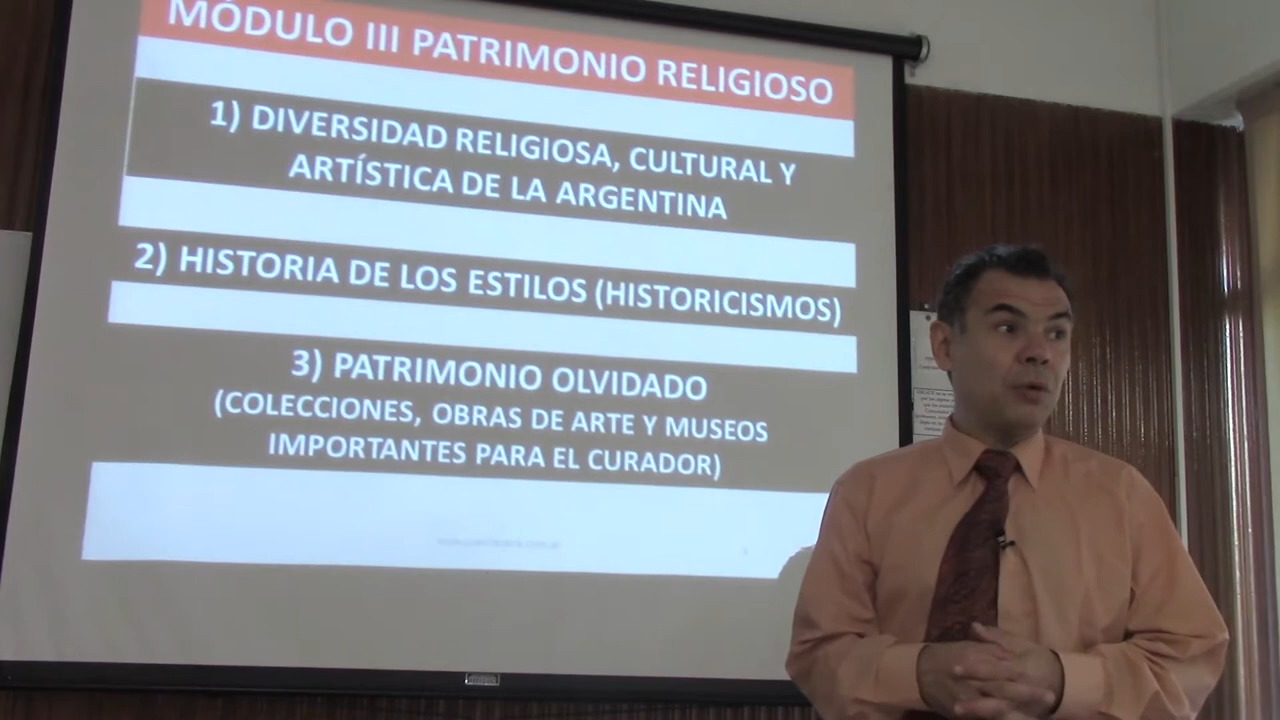 MÓDULO III PATRIMONIO RELIGIOSO
1) DIVERSIDAD RELIGIOSA, CULTURAL Y
ARTÍSTICA DE LA ARGENTINA
2) HISTORIA DE LOS ESTILOS (HISTORICISMOS)
3) PATRIMONIO OLVIDADO
(COLECCIONES, OBRAS DE ARTE Y MUSEOS
IMPORTANTES PARA EL CURADOR)